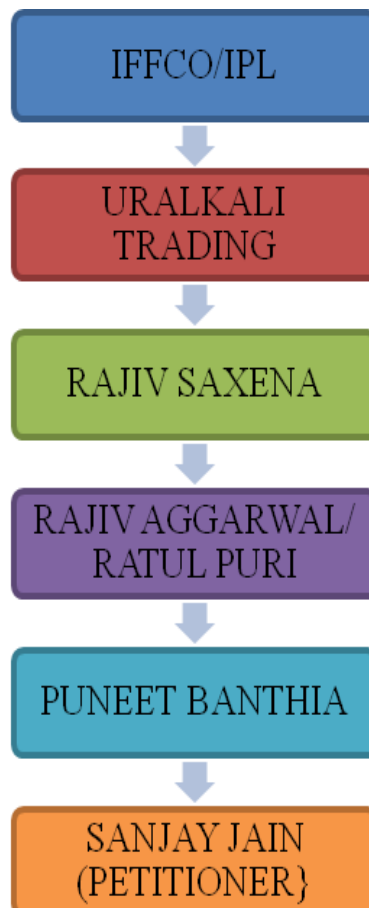 IFFCO/IPL
URALKALI
TRADING
RAJIV SAXENA
RAJIV AGGARWAL/
RATUL PURI
PUNEET BANTHIA
SANJAY JAIN
(PETITIONER}